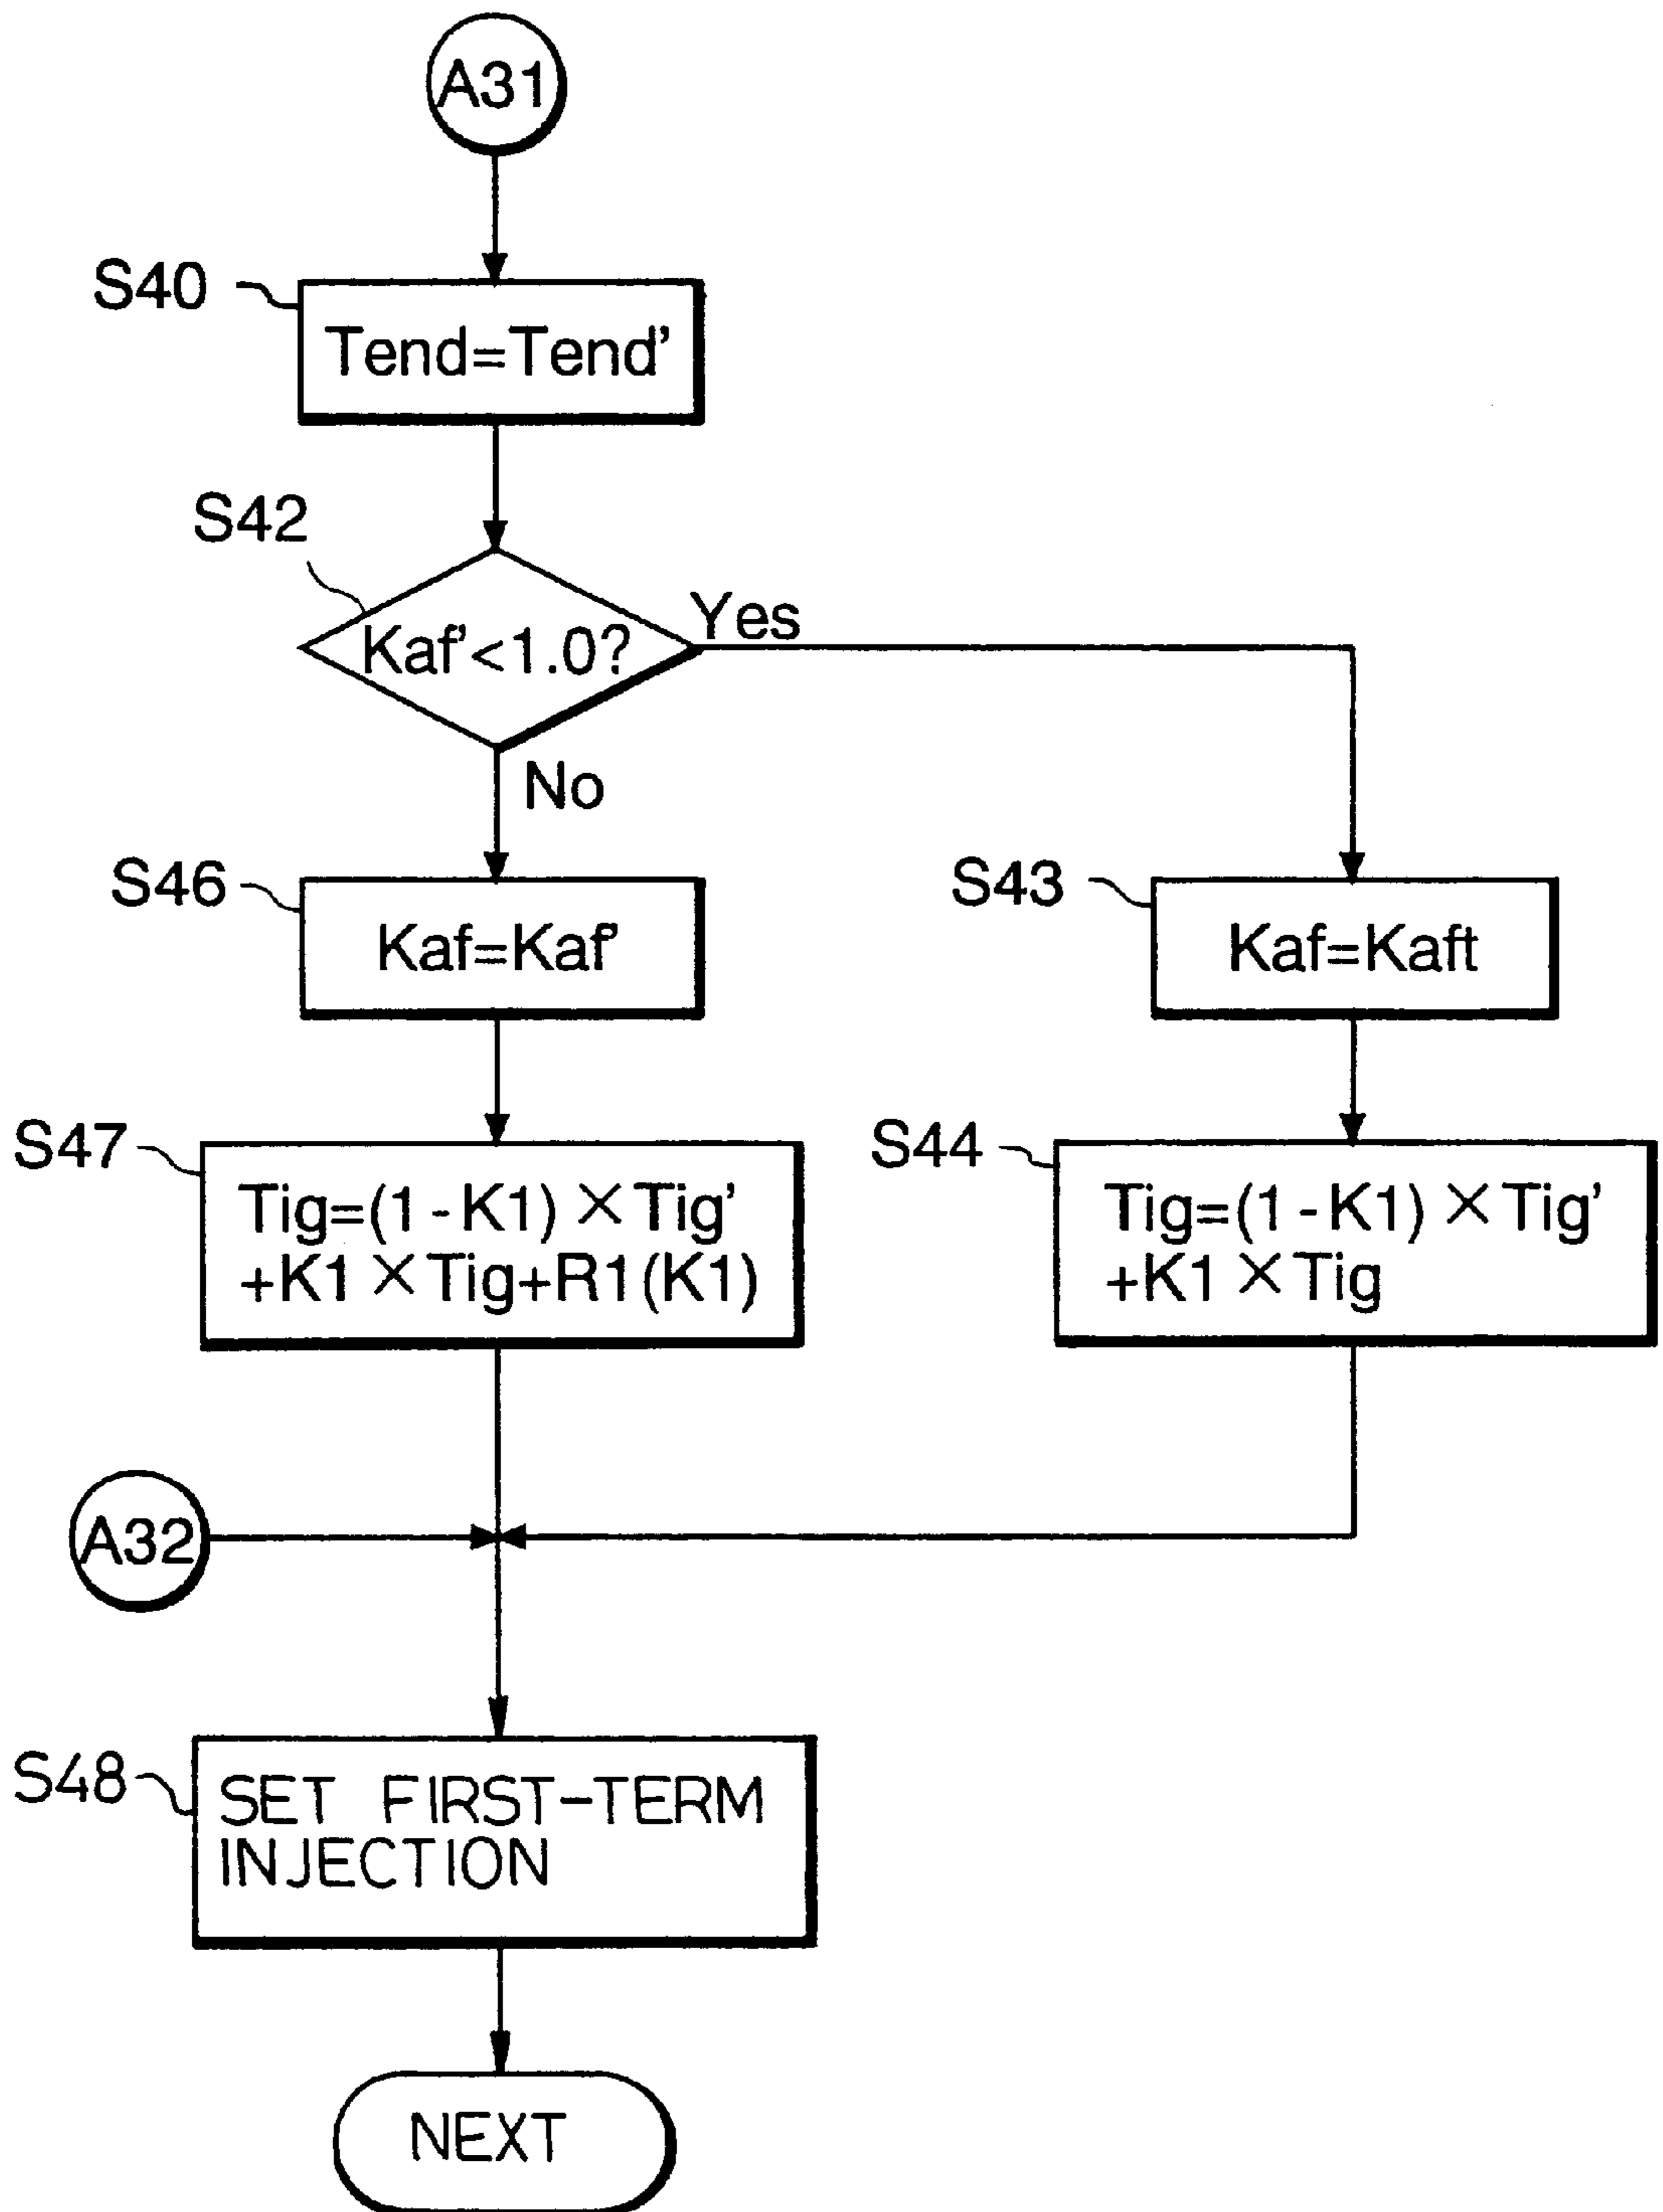 A31
S40
Tend=Tend'
S42
Kaf'<1.0?
Yes
No
S46
Kaf=Kaf'
S43
Kaf=Kaft
S47
Tig=(1-K1)×Tig'
+K1×Tig+R1(K1)
S44
Tig=(1-K1)×Tig'
+K1×Tig
A32
S48
SET FIRST-TERM
INJECTION
NEXT